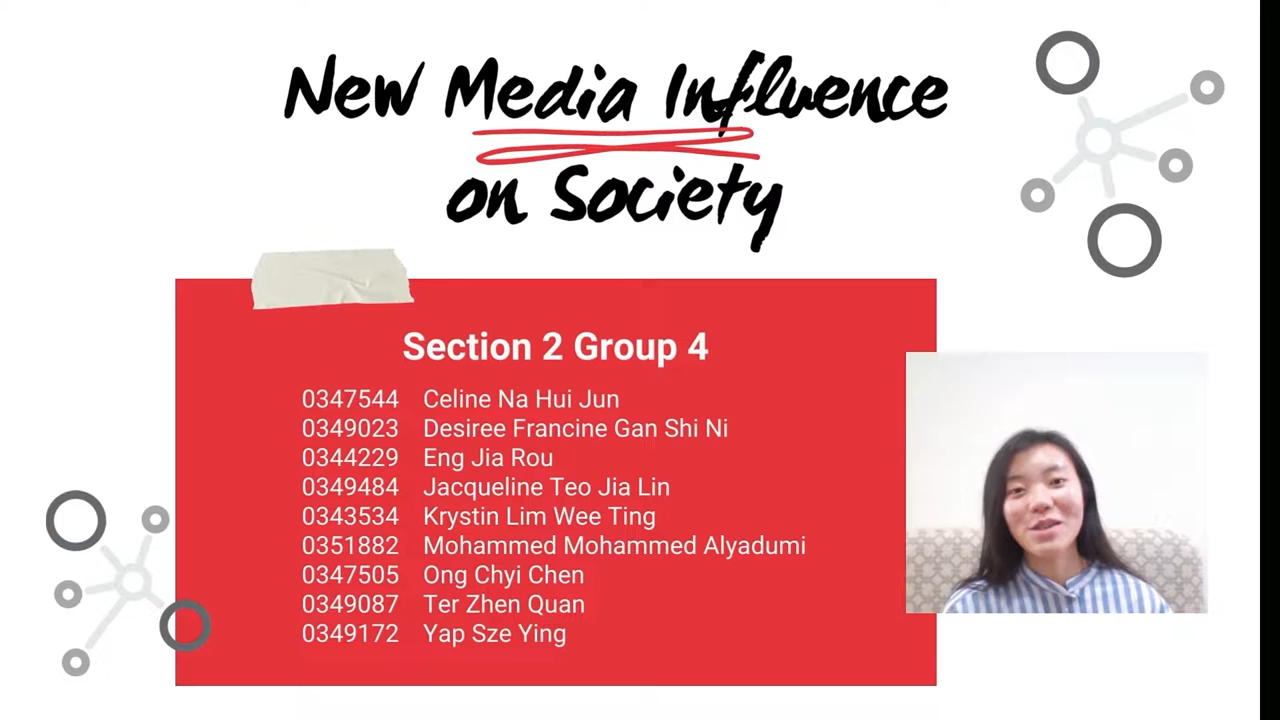 New Media Influence
on Society
Section 2 Group 4
0347544 Celine Na Hui Jun
0349023 Desiree Francine Gan Shi Ni
0344229 Eng Jia Rou
0349484 Jacqueline Teo Jia Lin
0343534 Krystin Lim Wee Ting
0351882 Mohammed Mohammed Alyadumi
0347505 Ong Chyi Chen
0349087 Ter Zhen Quan
0349172 Yap Sze Ying